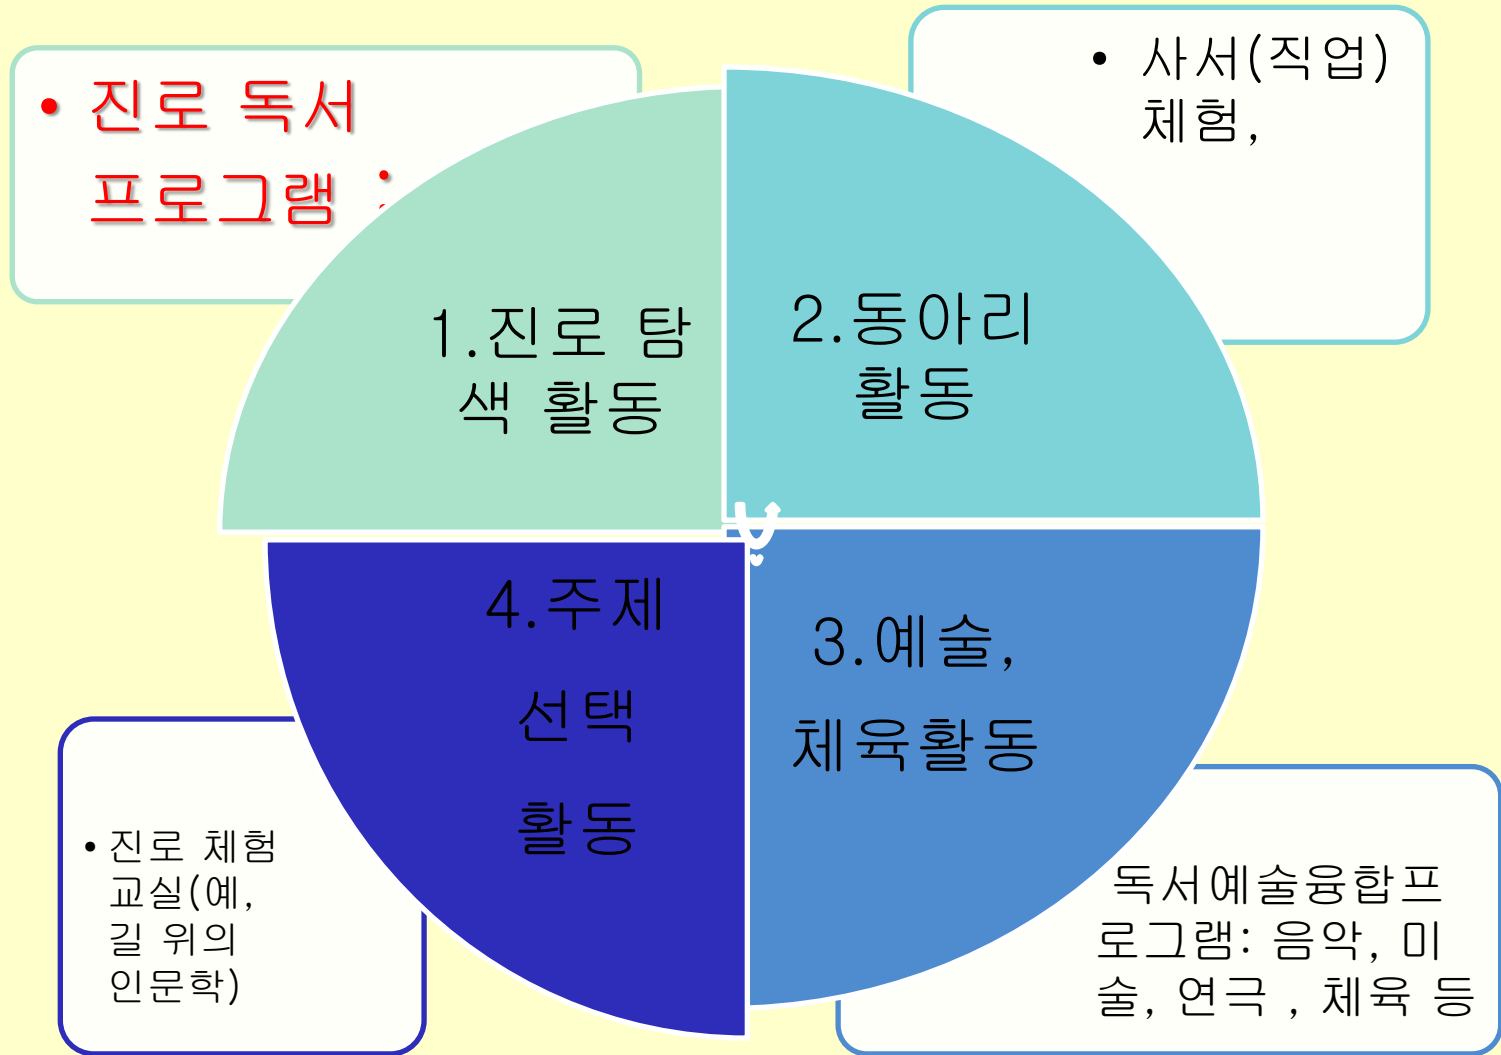 • 진로 독서
프로그램 :
• 사서(직업)
체험,
1.진로 탐
색 활동
2.동아리
활동
4.주제
선택
활동
3.예술,
체육활동
• 진로 체험
교실(예,
길 위의
인문학)
독서예술융합프
로그램: 음악, 미
술, 연극 , 체육 등